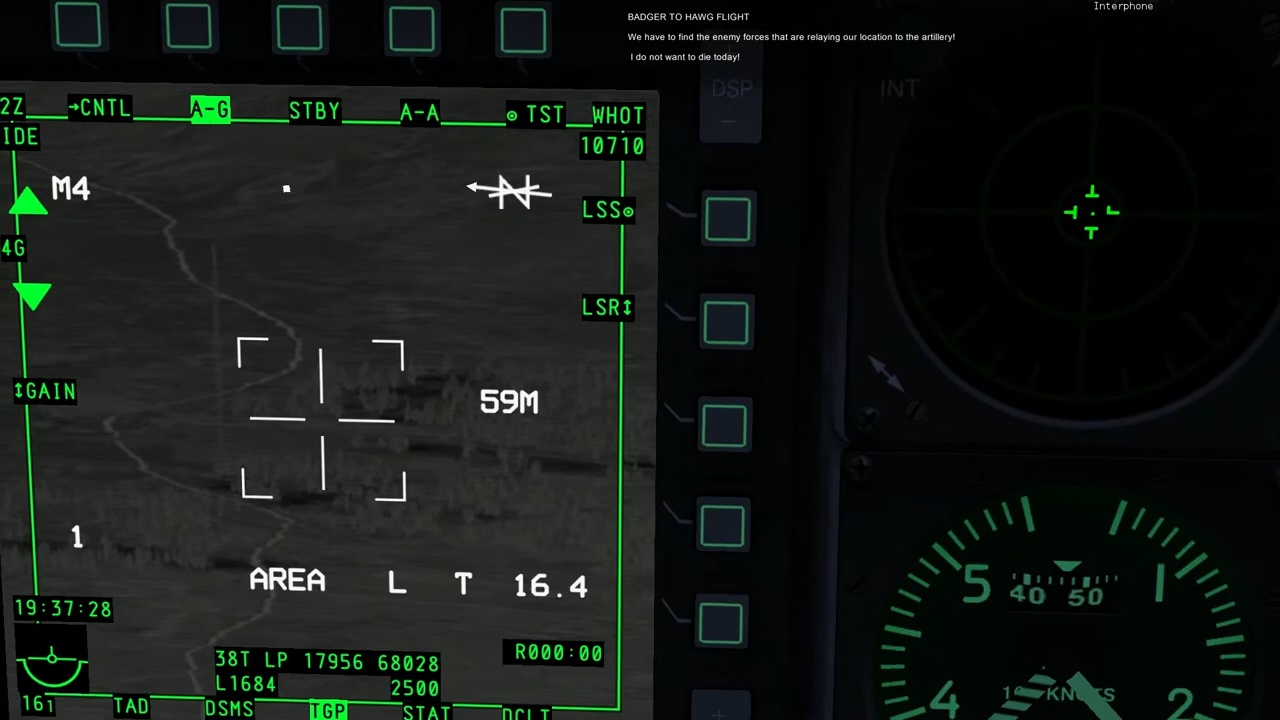 Interphone
BADGER TO HAWG FLIGHT
We have to find the enemy forces that are relaying our location to the artillery!
I do not want to die today!
DSP
INT
2Z →CNTL A-G STBY A-A TST WHOT
IDE
10710
M4
N
LSS
4G
LSR↕
↕GAIN
59M
1
AREA L T 16.4
19:37:28
R000:00
38T LP 17956 68028
L1684 2500
161 TAD DSMS TGP STAT DCLT
5 40 50 1
KNOTS
4 2